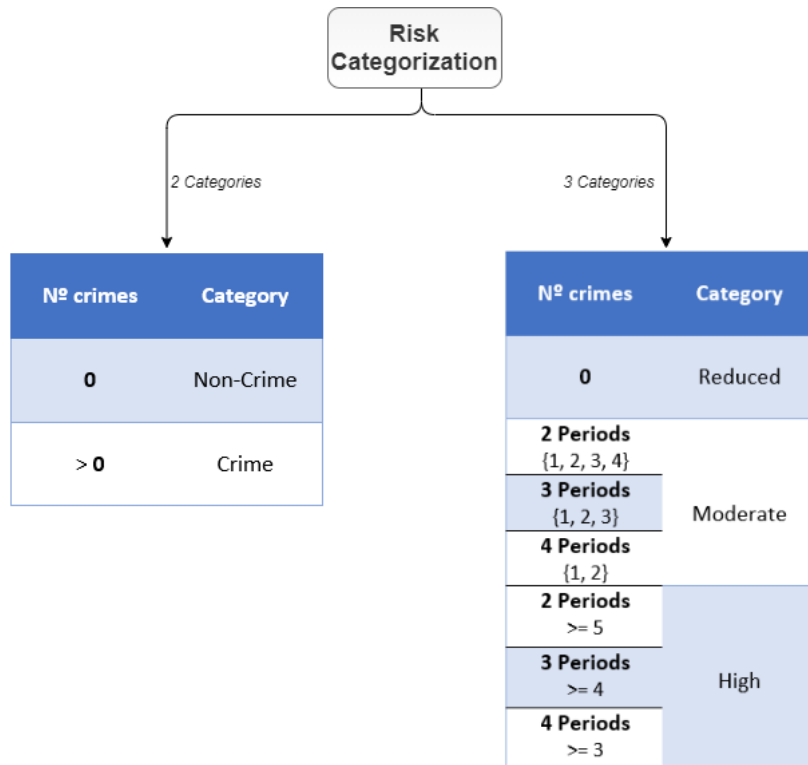 Risk
Categorization
2 Categories
3 Categories
Nº crimes Category
0 Non-Crime
> 0 Crime
Nº crimes Category
0 Reduced
2 Periods
{1, 2, 3, 4}
3 Periods
{1, 2, 3}
Moderate
4 Periods
{1, 2}
2 Periods
>= 5
3 Periods
>= 4
High
4 Periods
>= 3